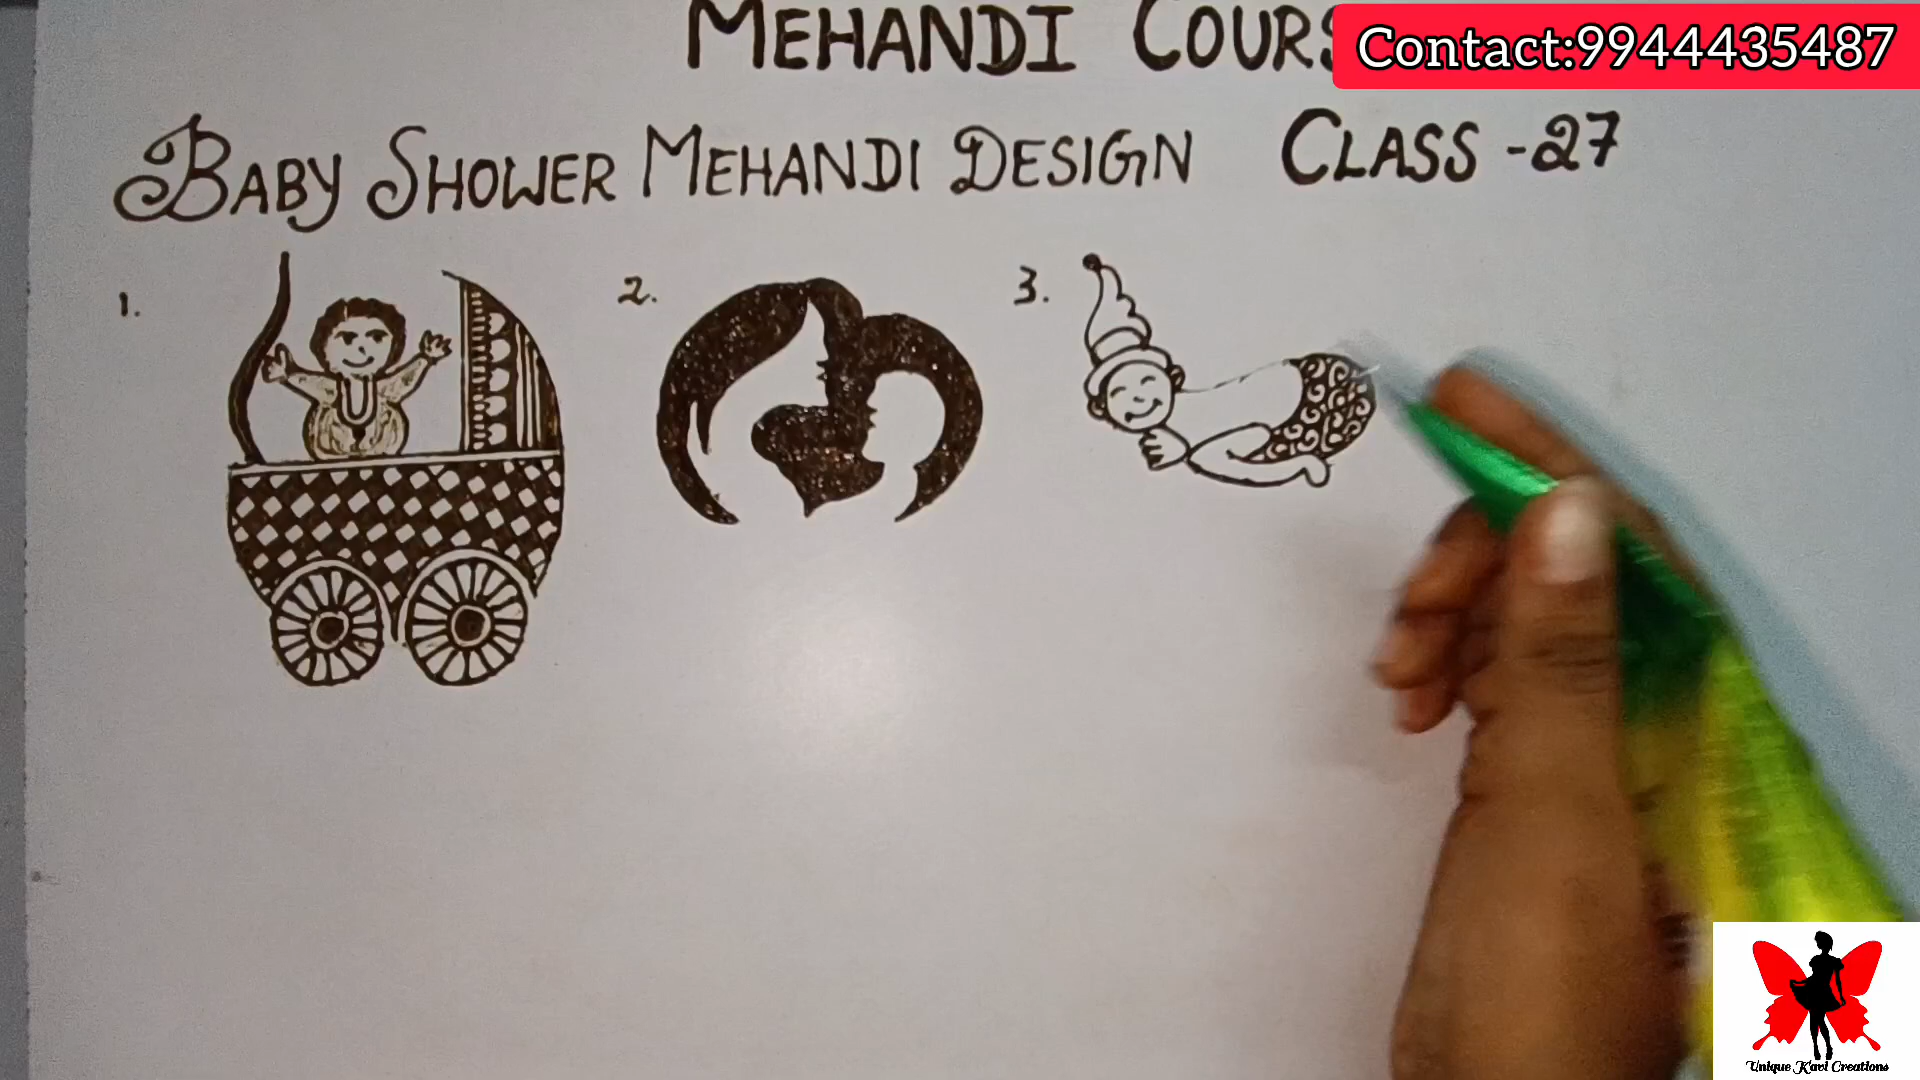 MEHANDI COURS
Contact:9944435487
BABY SHOWER MEHANDI DESIGN CLASS -27
1.
2.
3.
Unique Kavi Creations